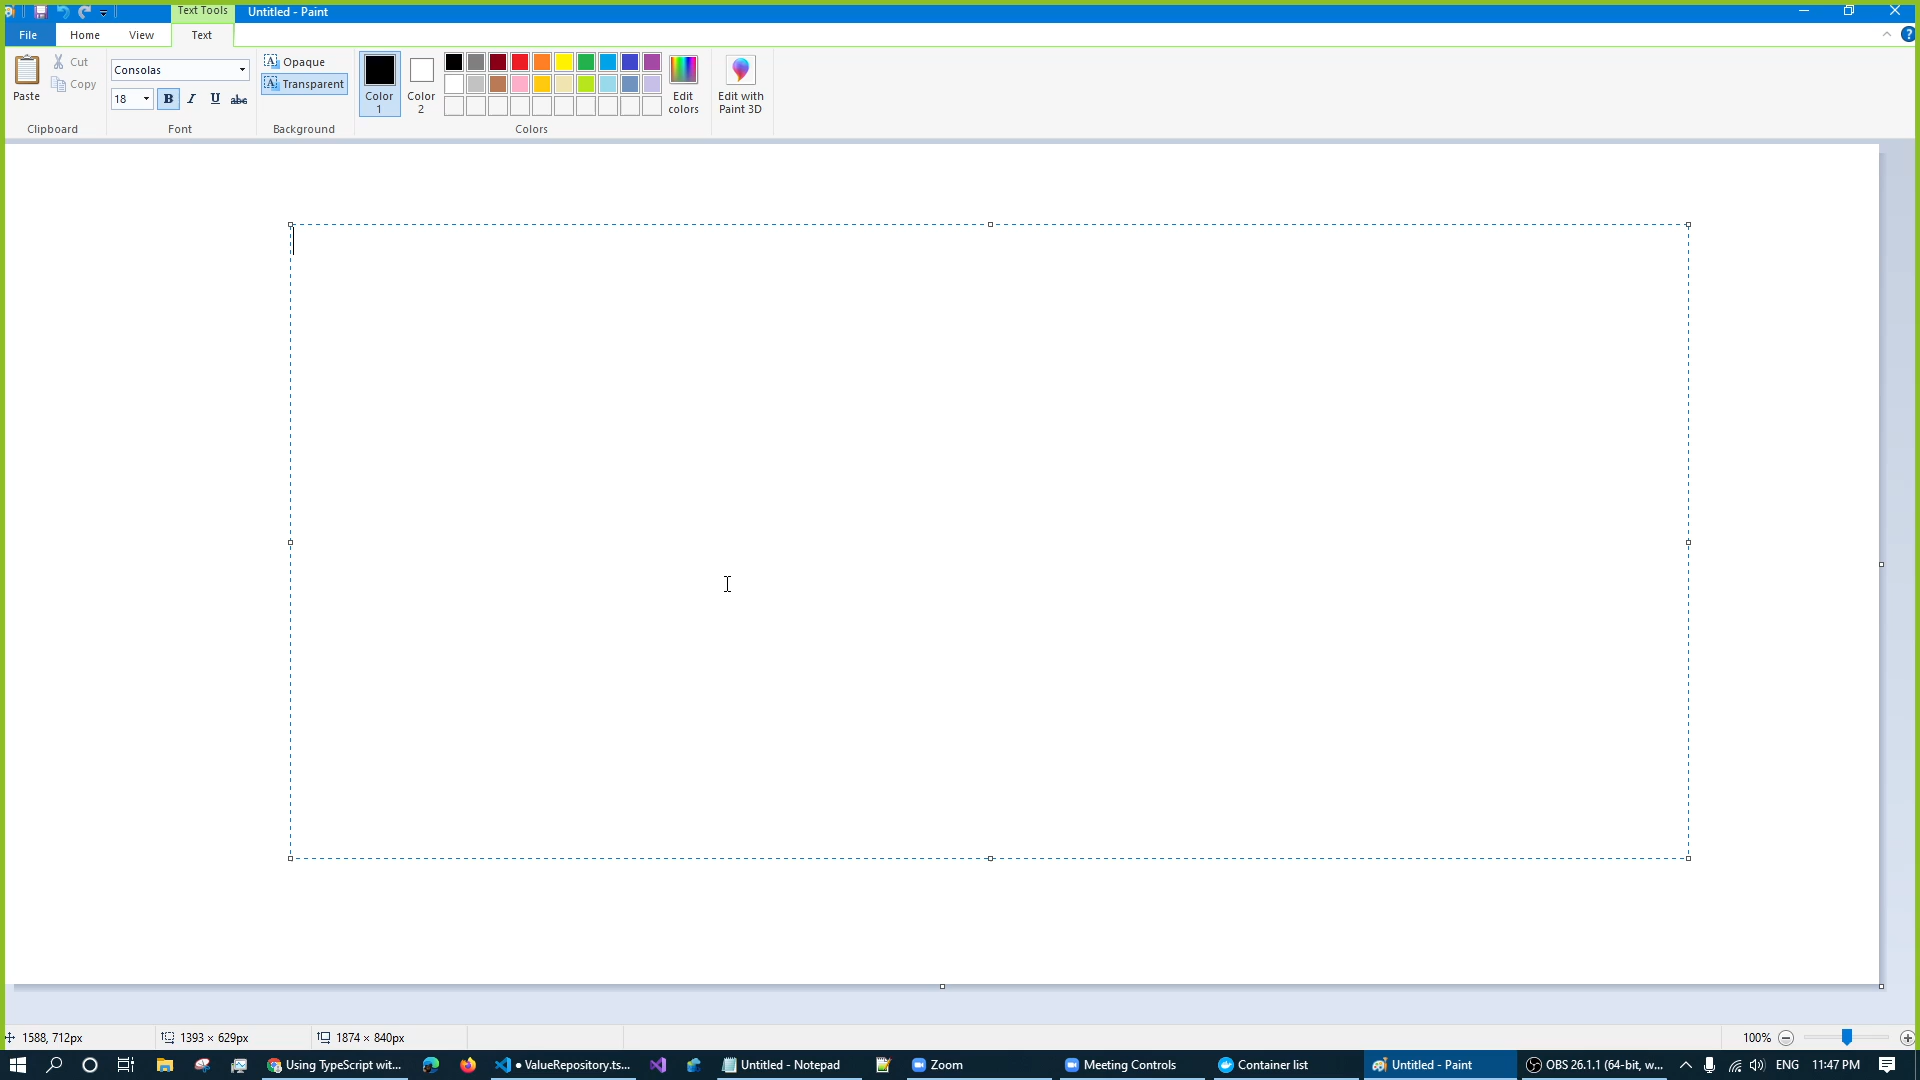 Text Tools
Untitled - Paint
File
Home
View
Text
Paste
Cut
Copy
Clipboard
Consolas
18
B
I
U
abc
Font
Opaque
Transparent
Background
Color 1
Color 2
Edit colors
Colors
Edit with Paint 3D
1588, 712px
1393 × 629px
1874 × 840px
100%
Using TypeScript wit...
• ValueRepository.ts...
Untitled - Notepad
Zoom
Meeting Controls
Container list
Untitled - Paint
OBS 26.1.1 (64-bit, w...
ENG
11:47 PM